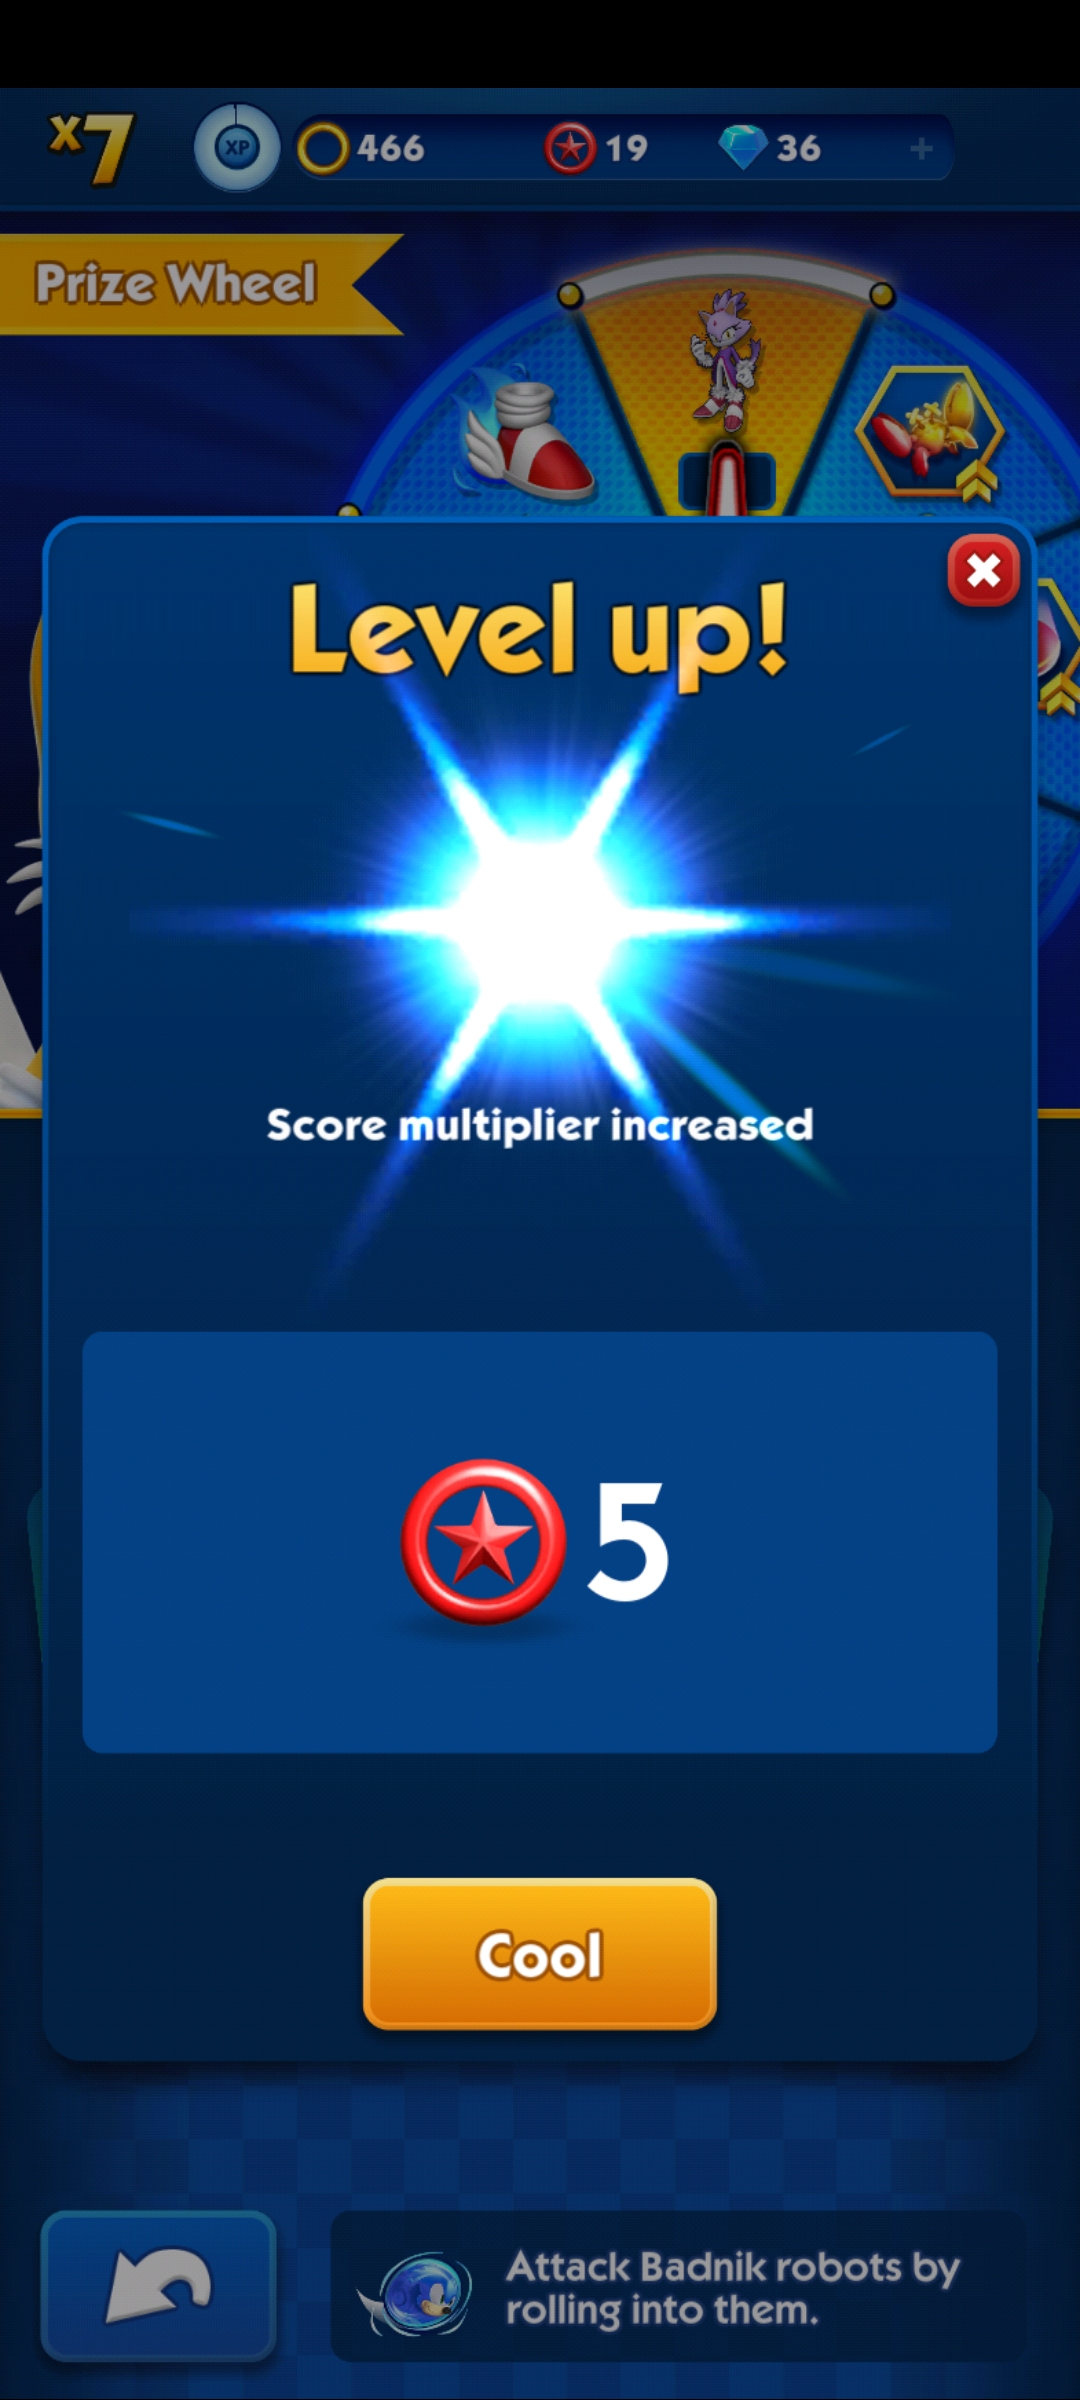 x7 XP 466 19 36 +
Prize Wheel
Level up!
Score multiplier increased
5
Cool
Attack Badnik robots by
rolling into them.